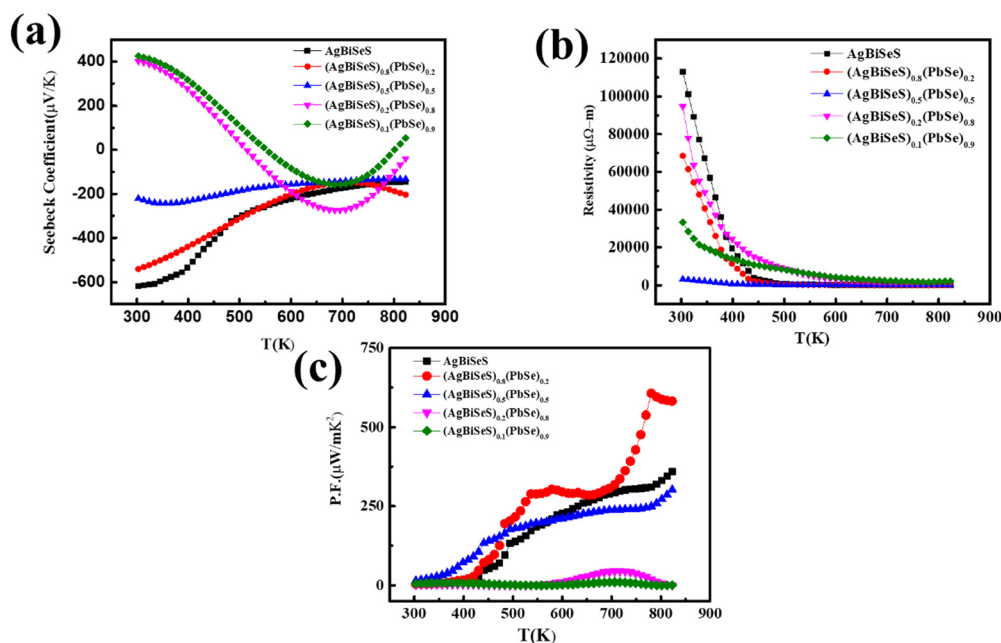 (a)
Seebeck Coefficient(μV/K)
400
200
0
-200
-400
-600
AgBiSeS
(AgBiSeS)0.8(PbSe)0.2
(AgBiSeS)0.5(PbSe)0.5
(AgBiSeS)0.2(PbSe)0.8
(AgBiSeS)0.1(PbSe)0.9
300 400 500 600 700 800 900
T(K)
(b)
Resistivity (μΩ−m)
120000
100000
80000
60000
40000
20000
0
AgBiSeS
(AgBiSeS)0.8(PbSe)0.2
(AgBiSeS)0.5(PbSe)0.5
(AgBiSeS)0.2(PbSe)0.8
(AgBiSeS)0.1(PbSe)0.9
300 400 500 600 700 800 900
T(K)
(c)
P.F.(μW/mK²)
750
500
250
0
AgBiSeS
(AgBiSeS)0.8(PbSe)0.2
(AgBiSeS)0.5(PbSe)0.5
(AgBiSeS)0.2(PbSe)0.8
(AgBiSeS)0.1(PbSe)0.9
300 400 500 600 700 800 900
T(K)